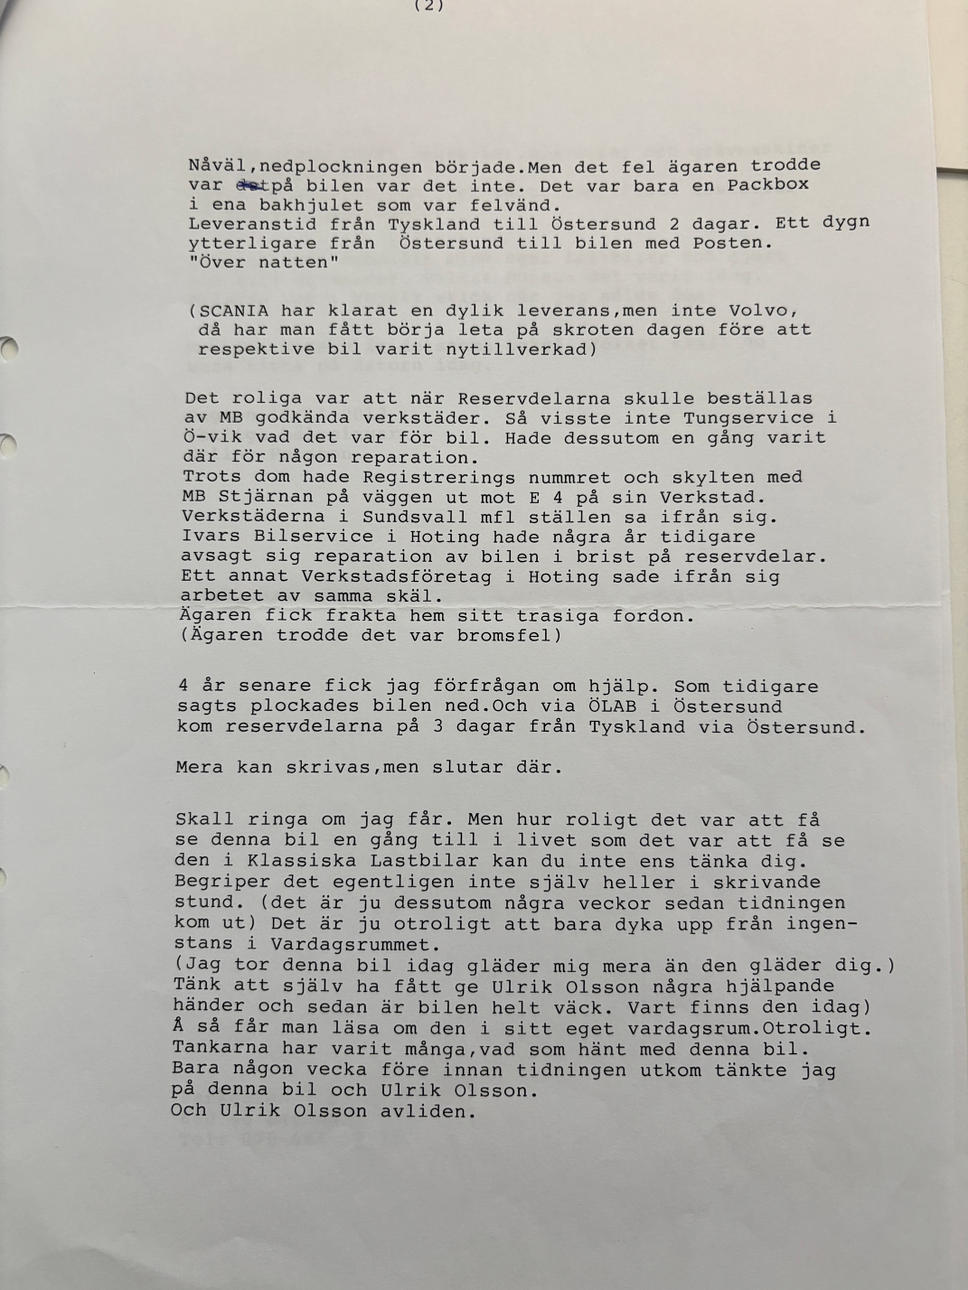 (2)
Nåväl,nedplockningen började.Men det fel ägaren trodde
var på bilen var det inte. Det var bara en Packbox
i ena bakhjulet som var felvänd.
Leveranstid från Tyskland till Östersund 2 dagar. Ett dygn
ytterligare från  Östersund till bilen med Posten.
"Över natten"
(SCANIA har klarat en dylik leverans,men inte Volvo,
då har man fått börja leta på skroten dagen före att
respektive bil varit nytillverkad)
Det roliga var att när Reservdelarna skulle beställas
av MB godkända verkstäder. Så visste inte Tungservice i
Ö-vik vad det var för bil. Hade dessutom en gång varit
där för någon reparation.
Trots dom hade Registrerings nummret och skylten med
MB Stjärnan på väggen ut mot E 4 på sin Verkstad.
Verkstäderna i Sundsvall mfl ställen sa ifrån sig.
Ivars Bilservice i Hoting hade några år tidigare
avsagt sig reparation av bilen i brist på reservdelar.
Ett annat Verkstadsföretag i Hoting sade ifrån sig
arbetet av samma skäl.
Ägaren fick frakta hem sitt trasiga fordon.
(Ägaren trodde det var bromsfel)
4 år senare fick jag förfrågan om hjälp. Som tidigare
sagts plockades bilen ned.Och via ÖLAB i Östersund
kom reservdelarna på 3 dagar från Tyskland via Östersund.
Mera kan skrivas,men slutar där.
Skall ringa om jag får. Men hur roligt det var att få
se denna bil en gång till i livet som det var att få se
den i Klassiska Lastbilar kan du inte ens tänka dig.
Begriper det egentligen inte själv heller i skrivande
stund. (det är ju dessutom några veckor sedan tidningen
kom ut) Det är ju otroligt att bara dyka upp från ingen-
stans i Vardagsrummet.
(Jag tor denna bil idag gläder mig mera än den gläder dig.)
Tänk att själv ha fått ge Ulrik Olsson några hjälpande
händer och sedan är bilen helt väck. Vart finns den idag)
Å så får man läsa om den i sitt eget vardagsrum.Otroligt.
Tankarna har varit många,vad som hänt med denna bil.
Bara någon vecka före innan tidningen utkom tänkte jag
på denna bil och Ulrik Olsson.
Och Ulrik Olsson avliden.